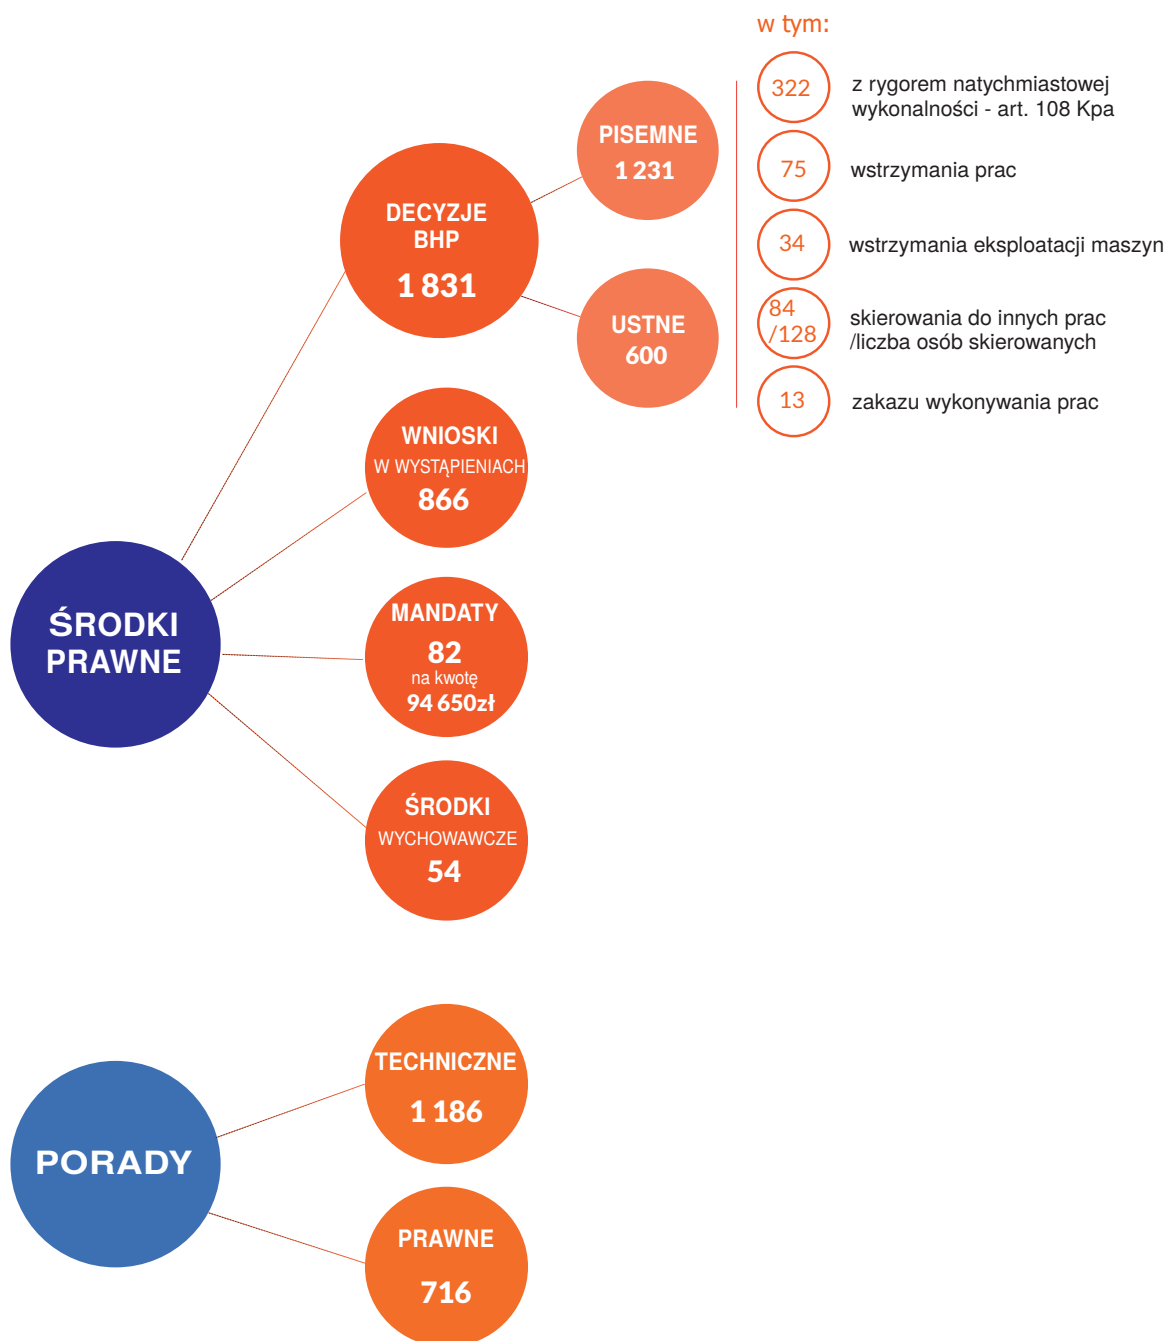 w tym:
322
z rygorem natychmiastowej
wykonalności - art. 108 Kpa
75
wstrzymania prac
34
wstrzymania eksploatacji maszyn
84
/128
skierowania do innych prac
/liczba osób skierowanych
13
zakazu wykonywania prac
PISEMNE
1 231
USTNE
600
DECYZJE
BHP
1 831
WNIOSKI
W WYSTĄPIENIACH
866
ŚRODKI
PRAWNE
MANDATY
82
na kwotę
94 650zł
ŚRODKI
WYCHOWAWCZE
54
PORADY
TECHNICZNE
1 186
PRAWNE
716